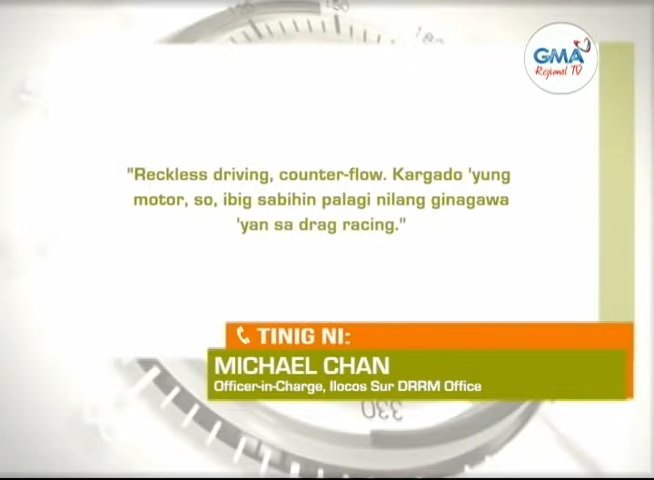 GMA
Regional TV
"Reckless driving, counter-flow. Kargado 'yung
motor, so, ibig sabihin palagi nilang ginagawa
'yan sa drag racing."
TINIG NI:
MICHAEL CHAN
Officer-in-Charge, Ilocos Sur DRRM Office
330